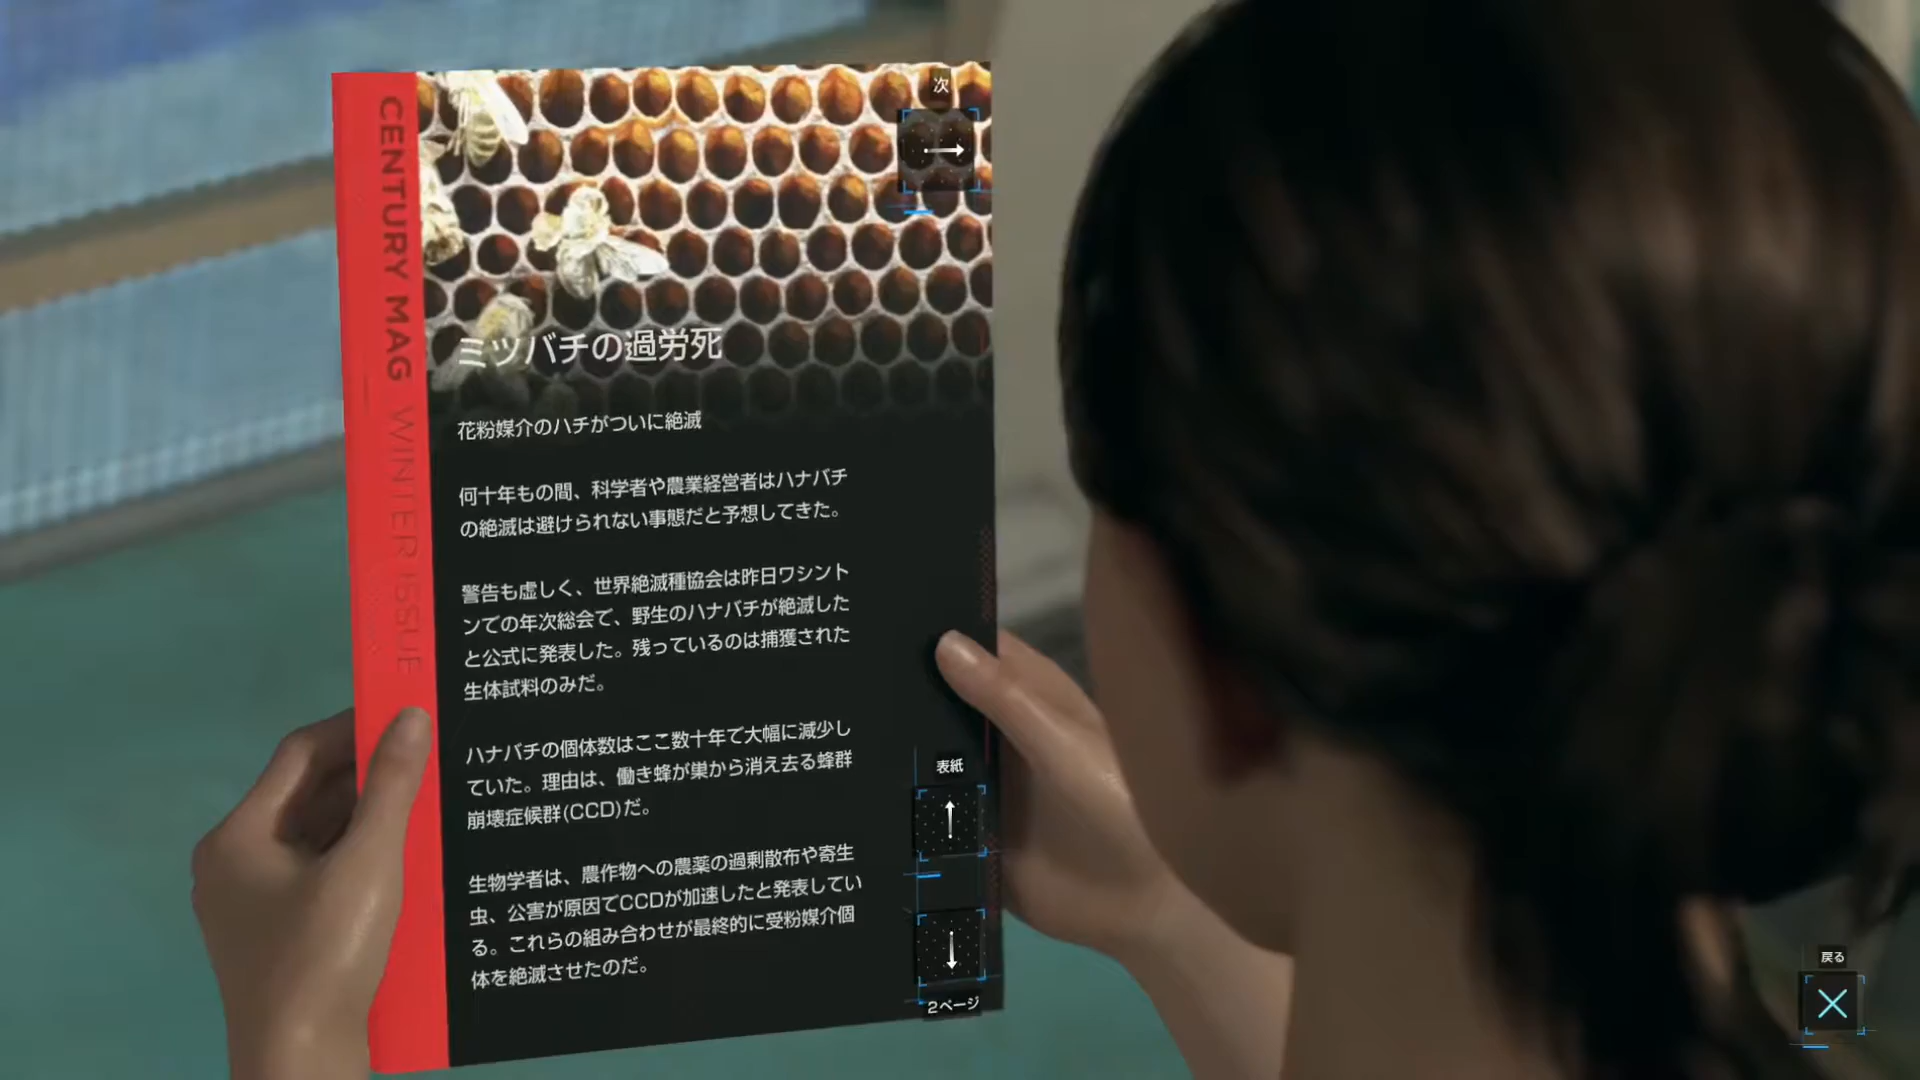 CENTURY MAG WINTER ISSUE
次
ミツバチの過労死
花粉媒介のハチがついに絶滅
何十年もの間、科学者や農業経営者はハナバチ
の絶滅は避けられない事態だと予想してきた。
警告も虚しく、世界絶滅種協会は昨日ワシント
ンでの年次総会で、野生のハナバチが絶滅した
と公式に発表した。残っているのは捕獲された
生体試料のみだ。
ハナバチの個体数はここ数十年で大幅に減少し
ていた。理由は、働き蜂が巣から消え去る蜂群
崩壊症候群(CCD)だ。
生物学者は、農作物への農薬の過剰散布や寄生
虫、公害が原因でCCDが加速したと発表してい
る。これらの組み合わせが最終的に受粉媒介個
体を絶滅させたのだ。
表紙
2ページ
戻る